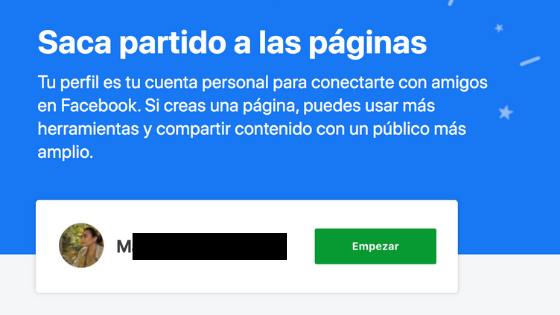 Saca partido a las páginas
Tu perfil es tu cuenta personal para conectarte con amigos
en Facebook. Si creas una página, puedes usar más
herramientas y compartir contenido con un público más
amplio.
Empezar